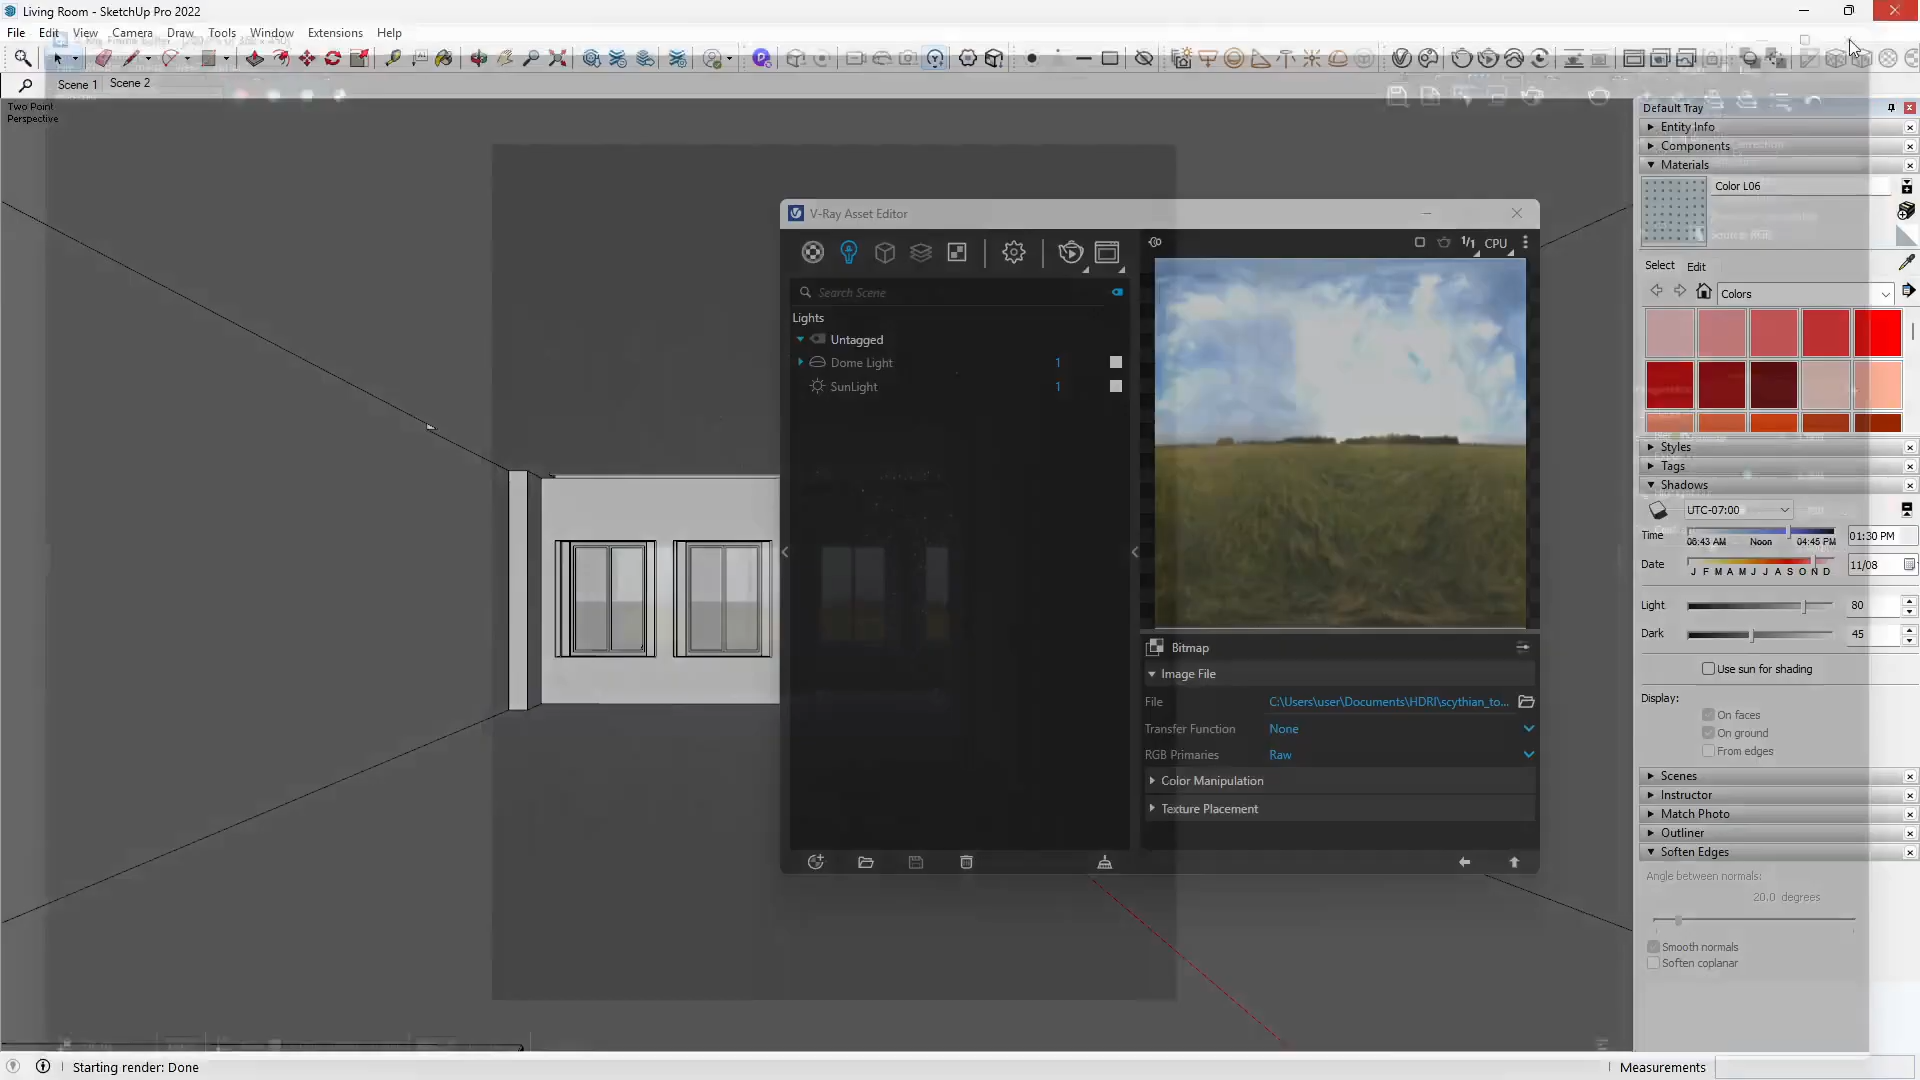 Living Room - SketchUp Pro 2022
File Edit View Camera Draw Tools Window Extensions Help
Scene 1 Scene 2
Two Point
Perspective
V-Ray Asset Editor
1/1 CPU
Search Scene
Lights
Untagged
Dome Light 1
SunLight 1
Bitmap
Image File
File C:\Users\user\Documents\HDRI\scythian_to...
Transfer Function None
RGB Primaries Raw
Color Manipulation
Texture Placement
Default Tray
Entity Info
Components
Materials
Color L06
Select Edit
Colors
Styles
Tags
Shadows
UTC-07:00
Time 06:43 AM Noon 04:45 PM 01:30 PM
Date J F M A M J J A S O N D 11/08
Light 80
Dark 45
Use sun for shading
Display:
On faces
On ground
From edges
Scenes
Instructor
Match Photo
Outliner
Soften Edges
Angle between normals:
20.0 degrees
Smooth normals
Soften coplanar
Starting render: Done
Measurements